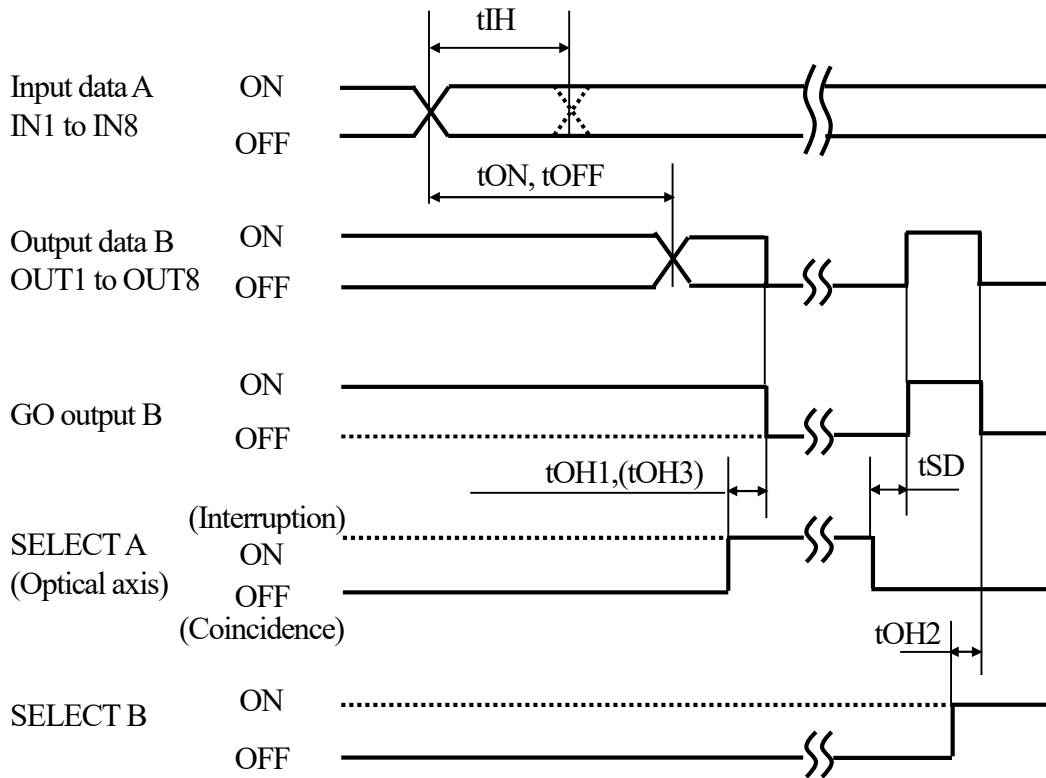 tIH
Input data A
IN1 to IN8
ON
OFF
tON, tOFF
Output data B
OUT1 to OUT8
ON
OFF
GO output B
ON
OFF
tOH1,(tOH3)
tSD
SELECT A
(Optical axis)
(Interruption)
ON
OFF
(Coincidence)
tOH2
SELECT B
ON
OFF